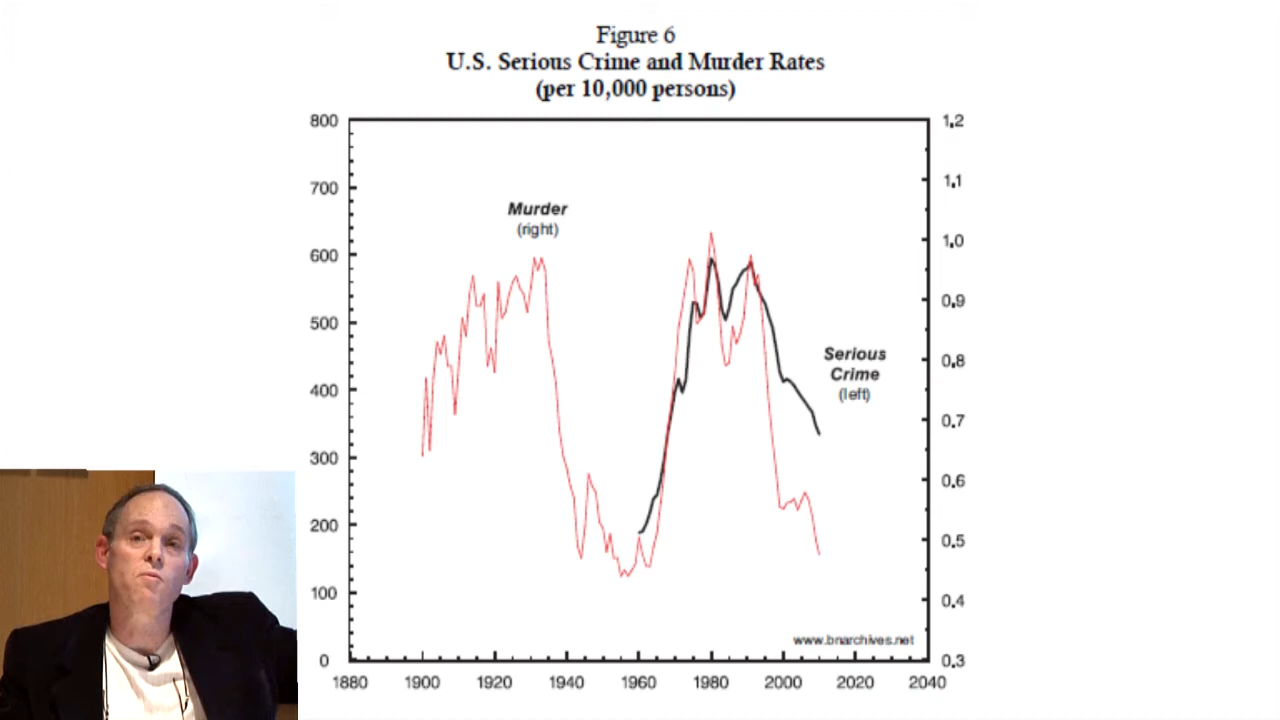 Figure 6
U.S. Serious Crime and Murder Rates
(per 10,000 persons)
800
700
600
500
400
300
200
100
0
1,2
1,1
1,0
0,9
0,8
0,7
0,6
0,5
0,4
0,3
Murder
(right)
Serious
Crime
(left)
www.bnarchives.net
1880 1900 1920 1940 1960 1980 2000 2020 2040